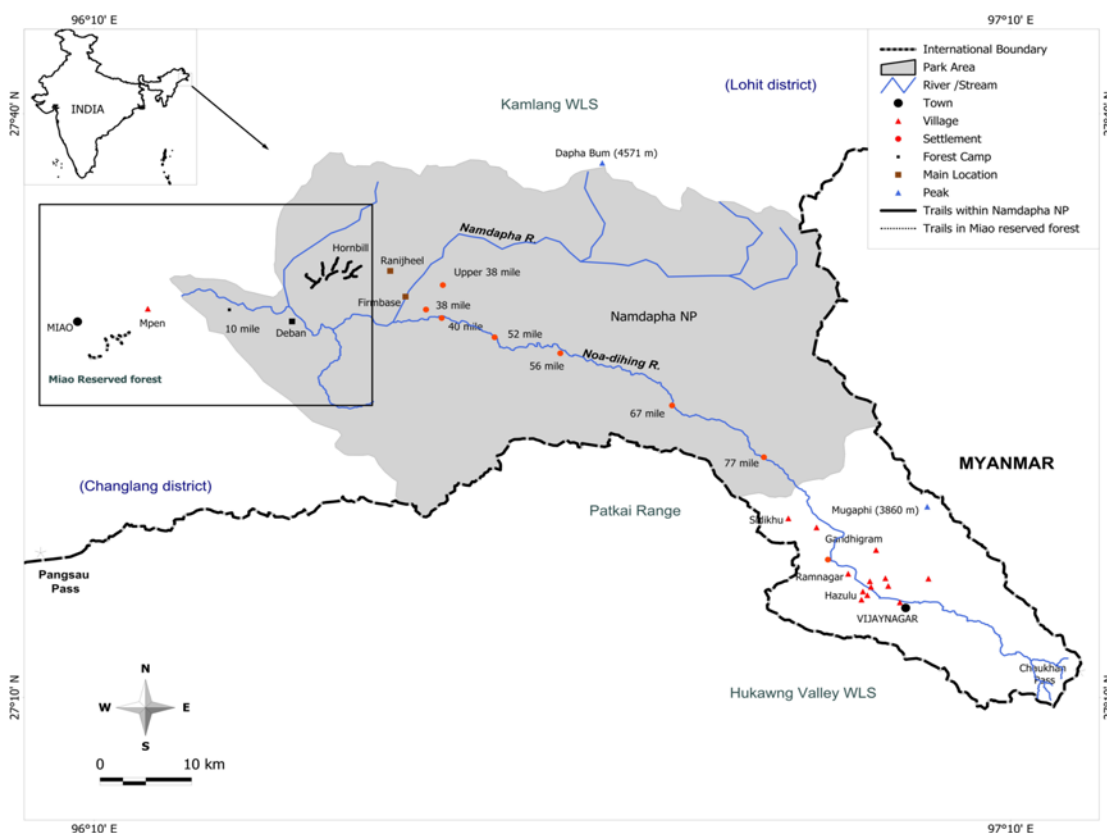 96°10' E
97°10' E
27°40' N
27°40' N
INDIA
(Lohit district)
Kamlang WLS
Dapha Bum (4571 m)
International Boundary
Park Area
River /Stream
Town
Village
Settlement
Forest Camp
Main Location
Peak
Trails within Namdapha NP
Trails in Miao reserved forest
Namdapha R.
Hornbill
Ranijheel
Upper 38 mile
Firmbase
38 mile
40 mile
Namdapha NP
MIAO
Mpen
10 mile
Deban
52 mile
Noa-dihing R.
56 mile
Miao Reserved forest
67 mile
77 mile
MYANMAR
(Changlang district)
Patkai Range
Mugaphi (3860 m)
Sidikhu
Gandhigram
Pangsau
Pass
Ramnagar
Hazulu
VIJAYNAGAR
Chaukhan
Pass
Hukawng Valley WLS
27°10' N
27°10' N
N
W
E
S
0
10 km
96°10' E
97°10' E